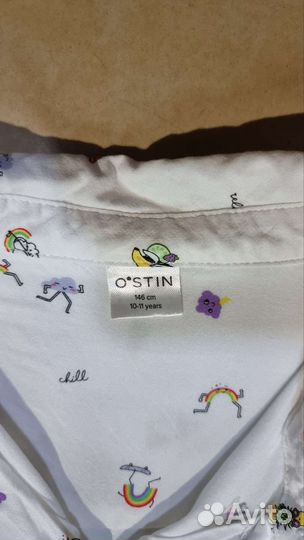 O'STIN
146 cm
10-11 years
chill
Avito